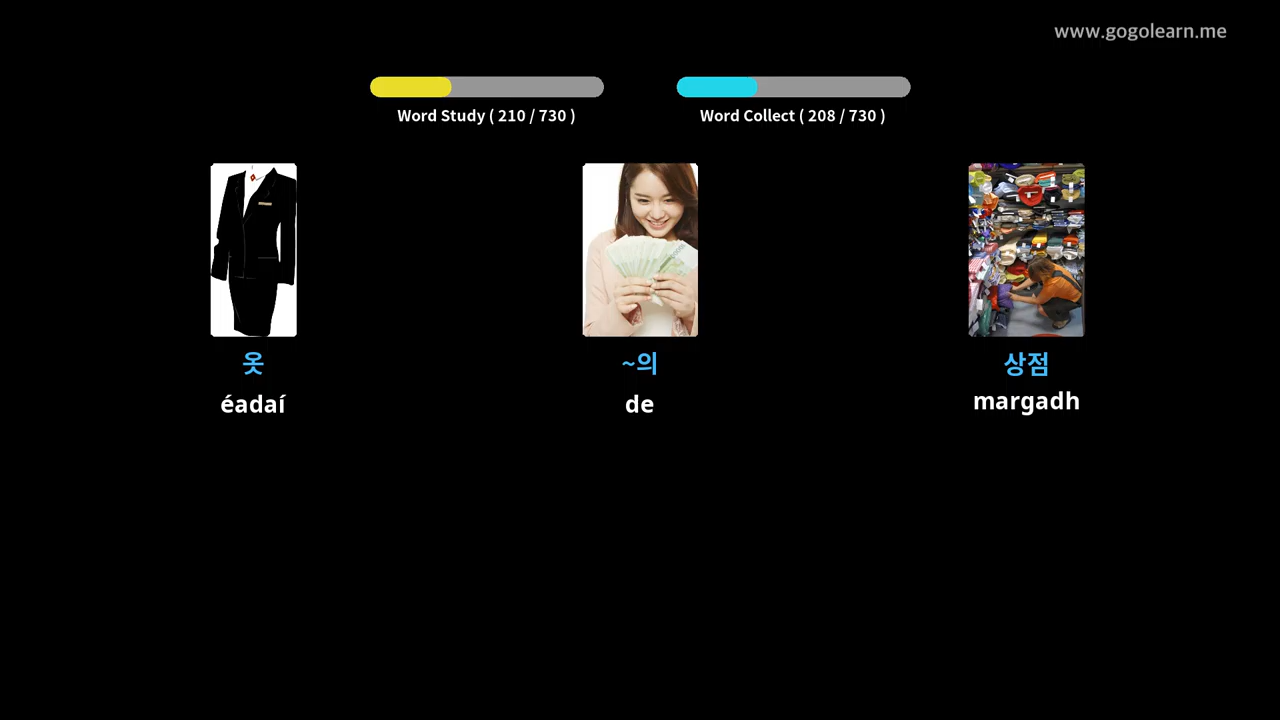 www.gogolearn.me
Word Study ( 210 / 730 )
Word Collect ( 208 / 730 )
옷
~의
상점
éadaí
de
margadh